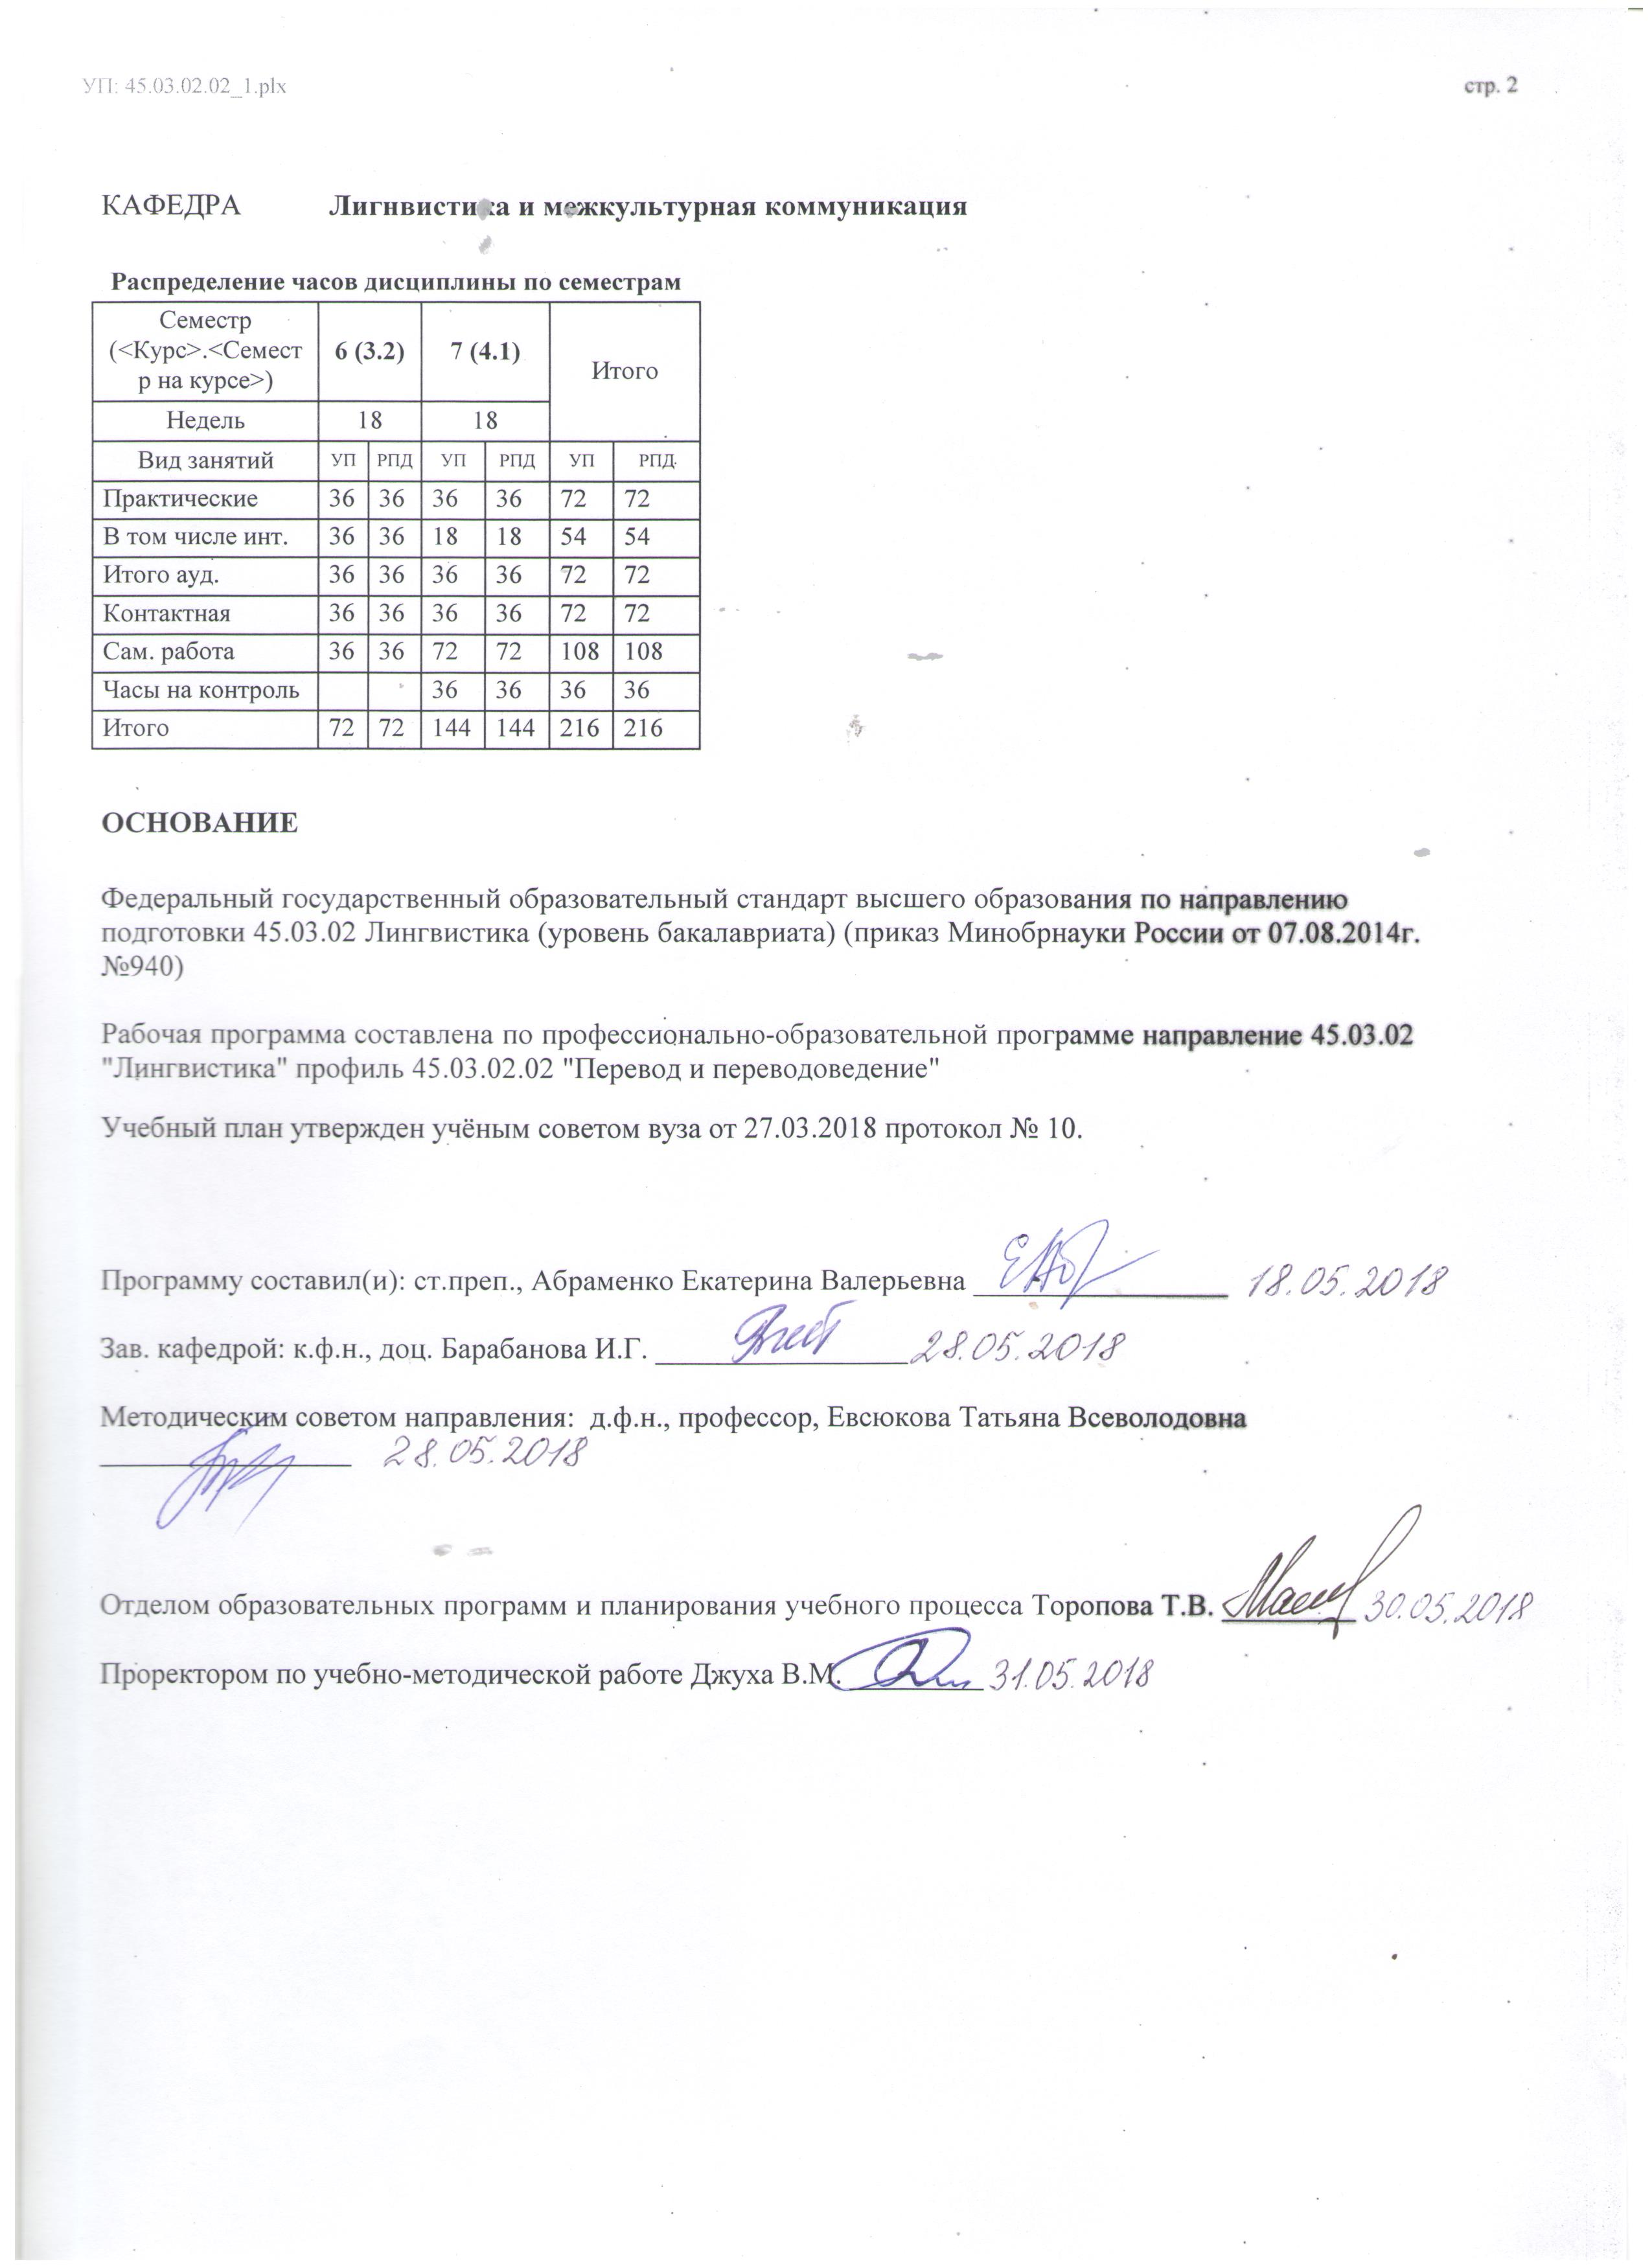 УП: 45.03.02.02_1.plx
стр. 2
КАФЕДРА Лигнвистика и межкультурная коммуникация
Распределение часов дисциплины по семестрам
Семестр
(<Курс>.<Семест
р на курсе>)
6 (3.2) 7 (4.1) Итого
Недель 18 18
Вид занятий УП РПД УП РПД УП РПД
Практические 36 36 36 36 72 72
В том числе инт. 36 36 18 18 54 54
Итого ауд. 36 36 36 36 72 72
Контактная 36 36 36 36 72 72
Сам. работа 36 36 72 72 108 108
Часы на контроль 36 36 36 36
Итого 72 72 144 144 216 216
ОСНОВАНИЕ
Федеральный государственный образовательный стандарт высшего образования по направлению
подготовки 45.03.02 Лингвистика (уровень бакалавриата) (приказ Минобрнауки России от 07.08.2014г.
№940)
Рабочая программа составлена по профессионально-образовательной программе направление 45.03.02
"Лингвистика" профиль 45.03.02.02 "Перевод и переводоведение"
Учебный план утвержден учёным советом вуза от 27.03.2018 протокол № 10.
Программу составил(и): ст.преп., Абраменко Екатерина Валерьевна 18.05.2018
Зав. кафедрой: к.ф.н., доц. Барабанова И.Г. 28.05.2018
Методическим советом направления: д.ф.н., профессор, Евсюкова Татьяна Всеволодовна
28.05.2018
Отделом образовательных программ и планирования учебного процесса Торопова Т.В. 30.05.2018
Проректором по учебно-методической работе Джуха В.М. 31.05.2018